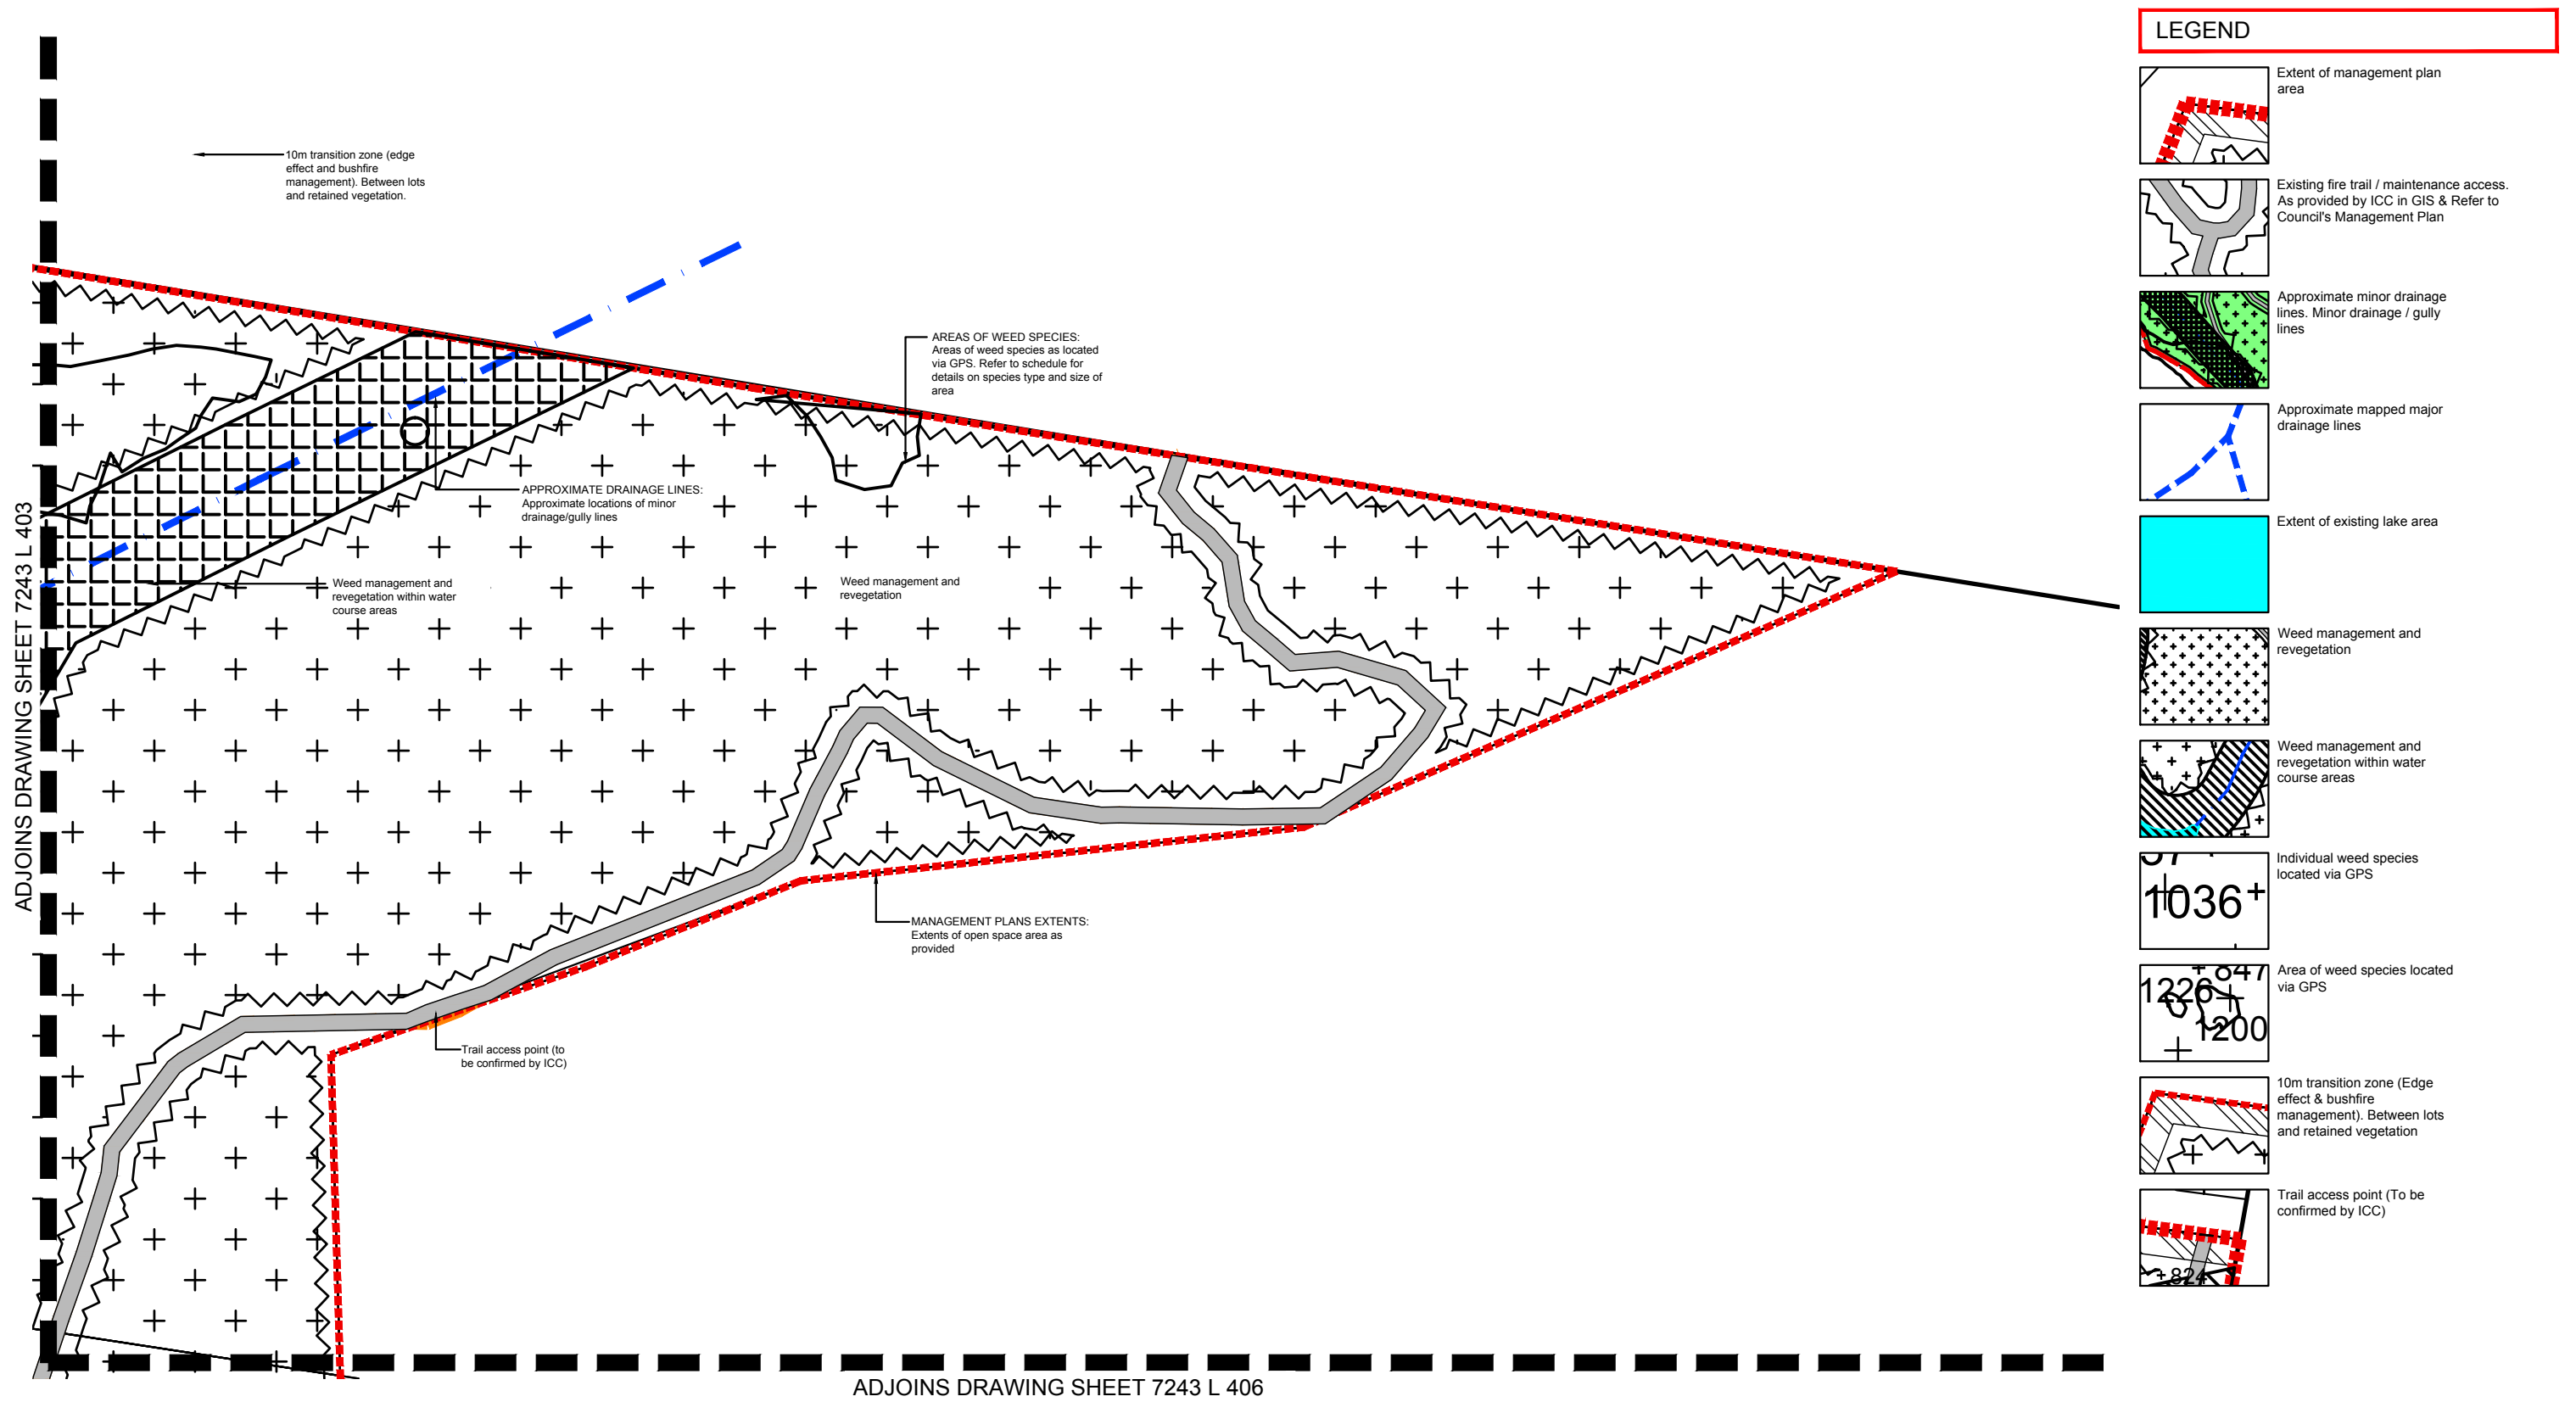 10m transition zone (edge
effect and bushfire
management). Between lots
and retained vegetation.
AREAS OF WEED SPECIES:
Areas of weed species as located
via GPS. Refer to schedule for
details on species type and size of
area
APPROXIMATE DRAINAGE LINES:
Approximate locations of minor
drainage/gully lines
Weed management and
revegetation within water
course areas
Weed management and
revegetation
MANAGEMENT PLANS EXTENTS:
Extents of open space area as
provided
Trail access point (to
be confirmed by ICC)
ADJOINS DRAWING SHEET 7243 L 403
ADJOINS DRAWING SHEET 7243 L 406
LEGEND
Extent of management plan
area
Existing fire trail / maintenance access.
As provided by ICC in GIS & Refer to
Council's Management Plan
Approximate minor drainage
lines. Minor drainage / gully
lines
Approximate mapped major
drainage lines
Extent of existing lake area
Weed management and
revegetation
Weed management and
revegetation within water
course areas
1036
Individual weed species
located via GPS
847
1226
1200
Area of weed species located
via GPS
10m transition zone (Edge
effect & bushfire
management). Between lots
and retained vegetation
Trail access point (To be
confirmed by ICC)
824